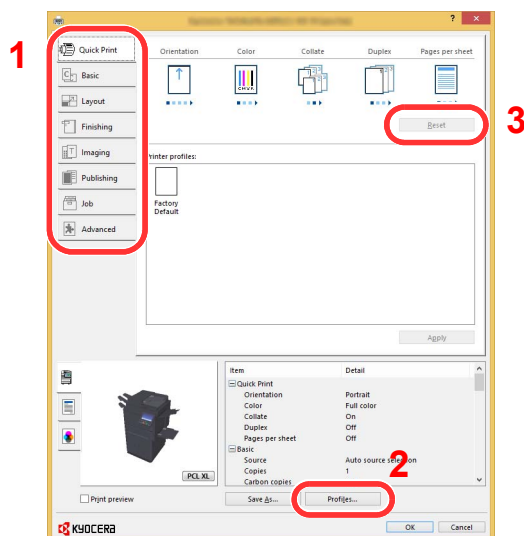 ? ×
1
Quick Print
Basic
Layout
Finishing
Imaging
Publishing
Job
Advanced
Orientation Color Collate Duplex Pages per sheet
CMYK
Reset
3
Printer profiles:
Factory
Default
Apply
Item Detail
Quick Print
Orientation Portrait
Color Full color
Collate On
Duplex Off
Pages per sheet Off
Basic
Source Auto source selection
Copies 1
Carbon copies
2
PCL XL
Print preview
Save As... Profiles...
KYOCERA
OK Cancel